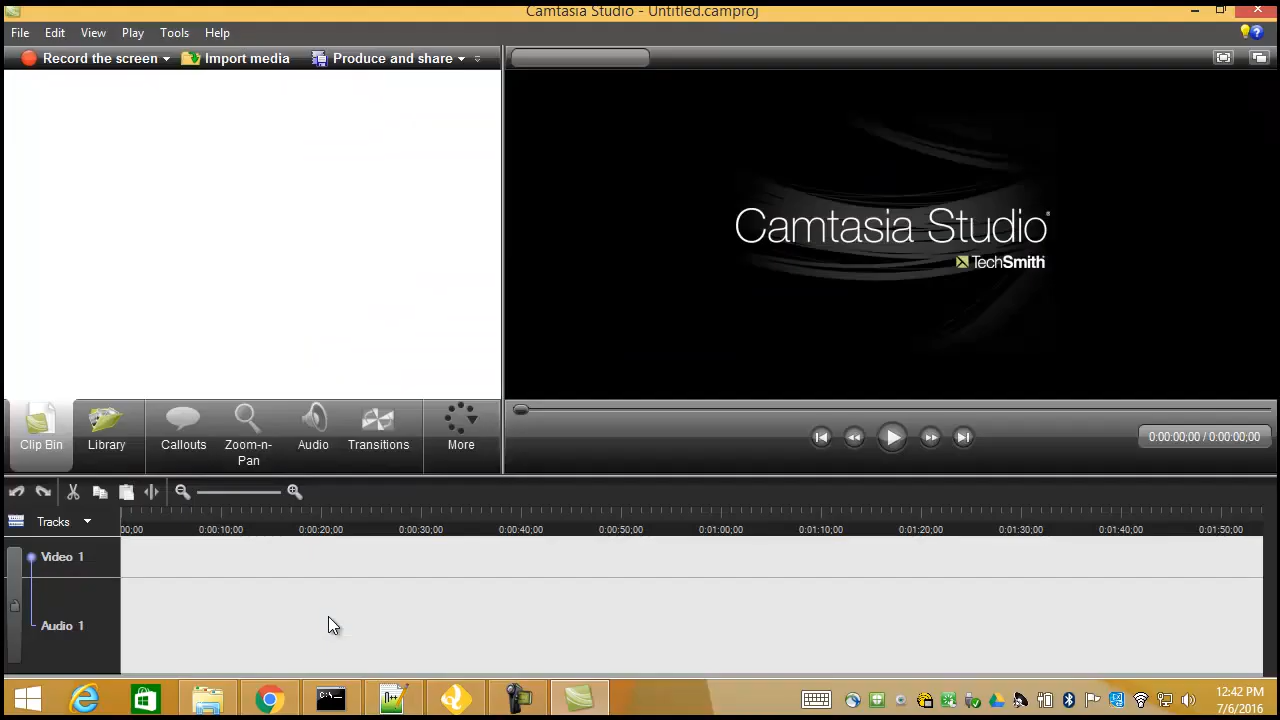 Camtasia Studio - Untitled.camproj
File Edit View Play Tools Help
Record the screen Import media Produce and share
Camtasia Studio®
TechSmith
Clip Bin Library Callouts Zoom-n-Pan Audio Transitions More
0:00:00;00 / 0:00:00;00
Tracks
00;00 0:00:10;00 0:00:20;00 0:00:30;00 0:00:40;00 0:00:50;00 0:01:00;00 0:01:10;00 0:01:20;00 0:01:30;00 0:01:40;00 0:01:50;00
Video 1
Audio 1
12:42 PM
7/6/2016